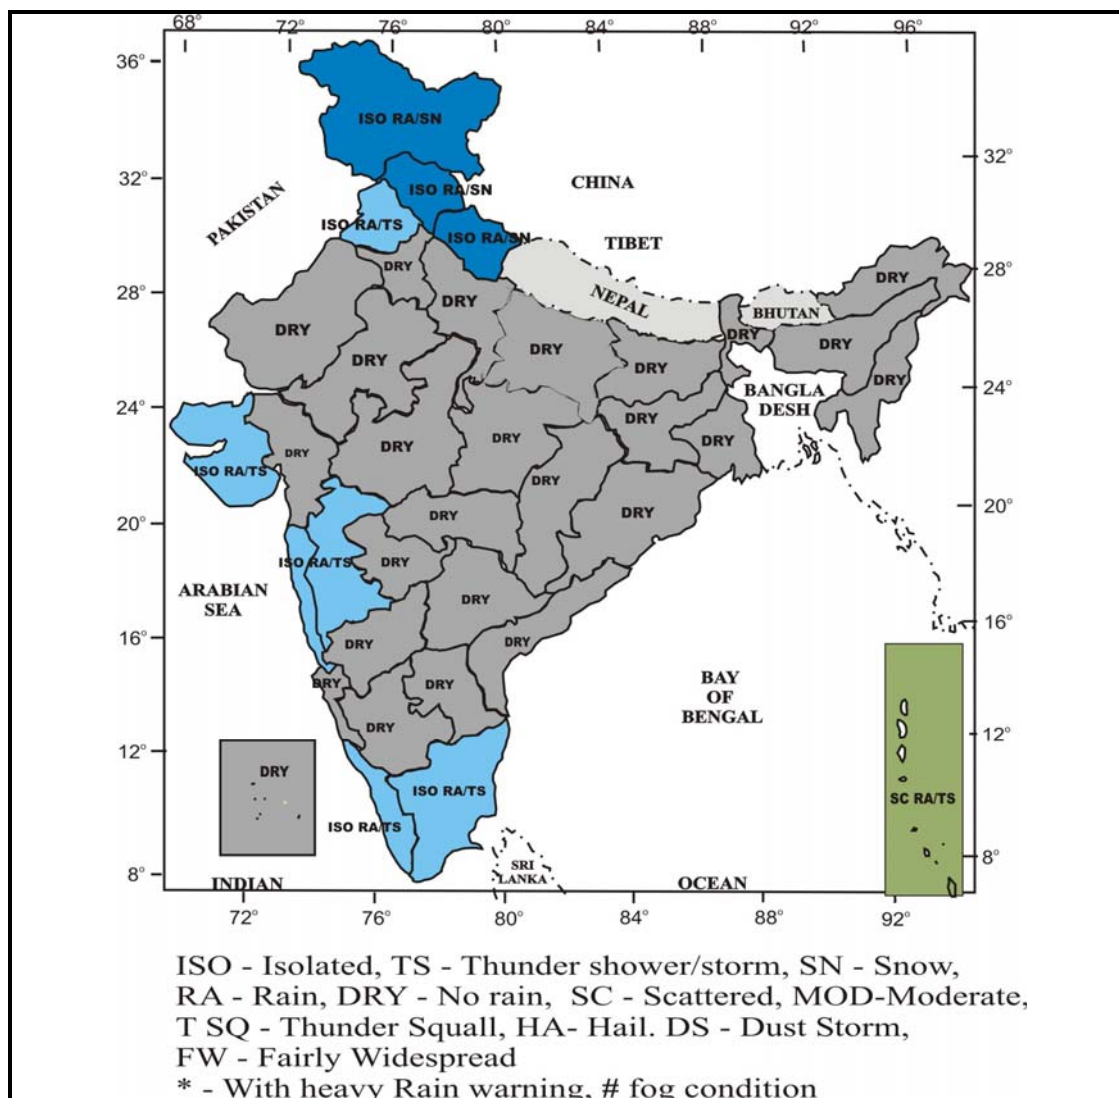 68° 72° 76° 80° 84° 88° 92° 96°
36°
ISO RA/SN
32° 32°
ISO RA/SN
CHINA
PAKISTAN
ISO RA/TS
ISO RA/SN
TIBET
DRY
DRY
28° 28°
DRY
NEPAL
BHUTAN
DRY
DRY
DRY
DRY
DRY
DRY
DRY
DRY
24° 24°
BANGLA
DESH
DRY
DRY
DRY
DRY
DRY
DRY
ISO RA/TS
DRY
20° 20°
DRY
DRY
ISO RA/TS
DRY
ARABIAN
SEA
DRY
16° 16°
DRY
DRY
DRY
DRY
BAY
OF
BENGAL
DRY
12° 12°
DRY
ISO RA/TS
SC RA/TS
ISO RA/TS
8° 8°
SRI
LANKA
INDIAN OCEAN
72° 76° 80° 84° 88° 92°
ISO - Isolated, TS - Thunder shower/storm, SN - Snow,
RA - Rain, DRY - No rain, SC - Scattered, MOD-Moderate,
T SQ - Thunder Squall, HA- Hail. DS - Dust Storm,
FW - Fairly Widespread
* - With heavy Rain warning, # fog condition